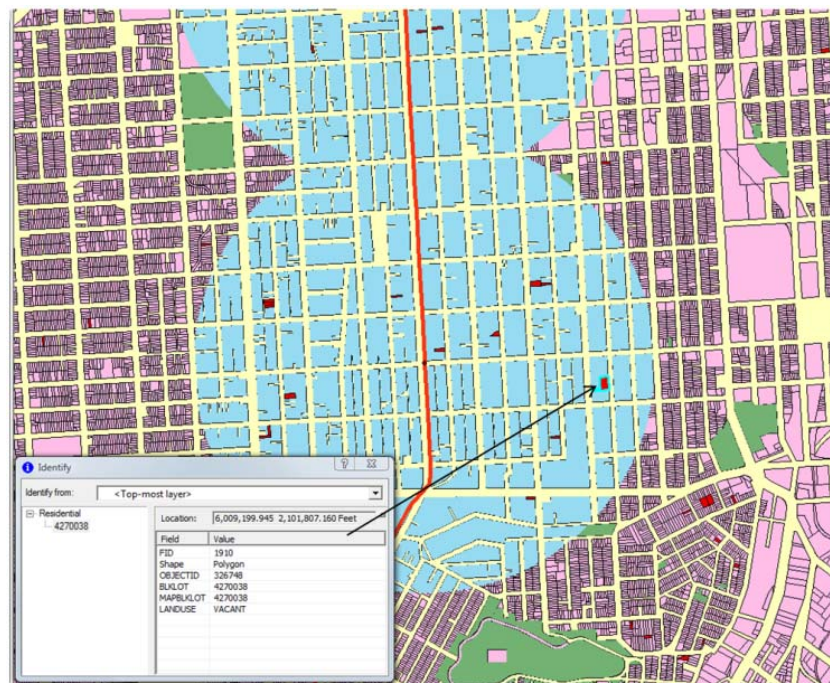 Identify
Identify from: <Top-most layer>
Residential
4270038
Location: 6,009,199.945 2,101,807.160 Feet
Field Value
FID 1910
Shape Polygon
OBJECTID 326748
BLKLOT 4270038
MAPBLKLOT 4270038
LANDUSE VACANT